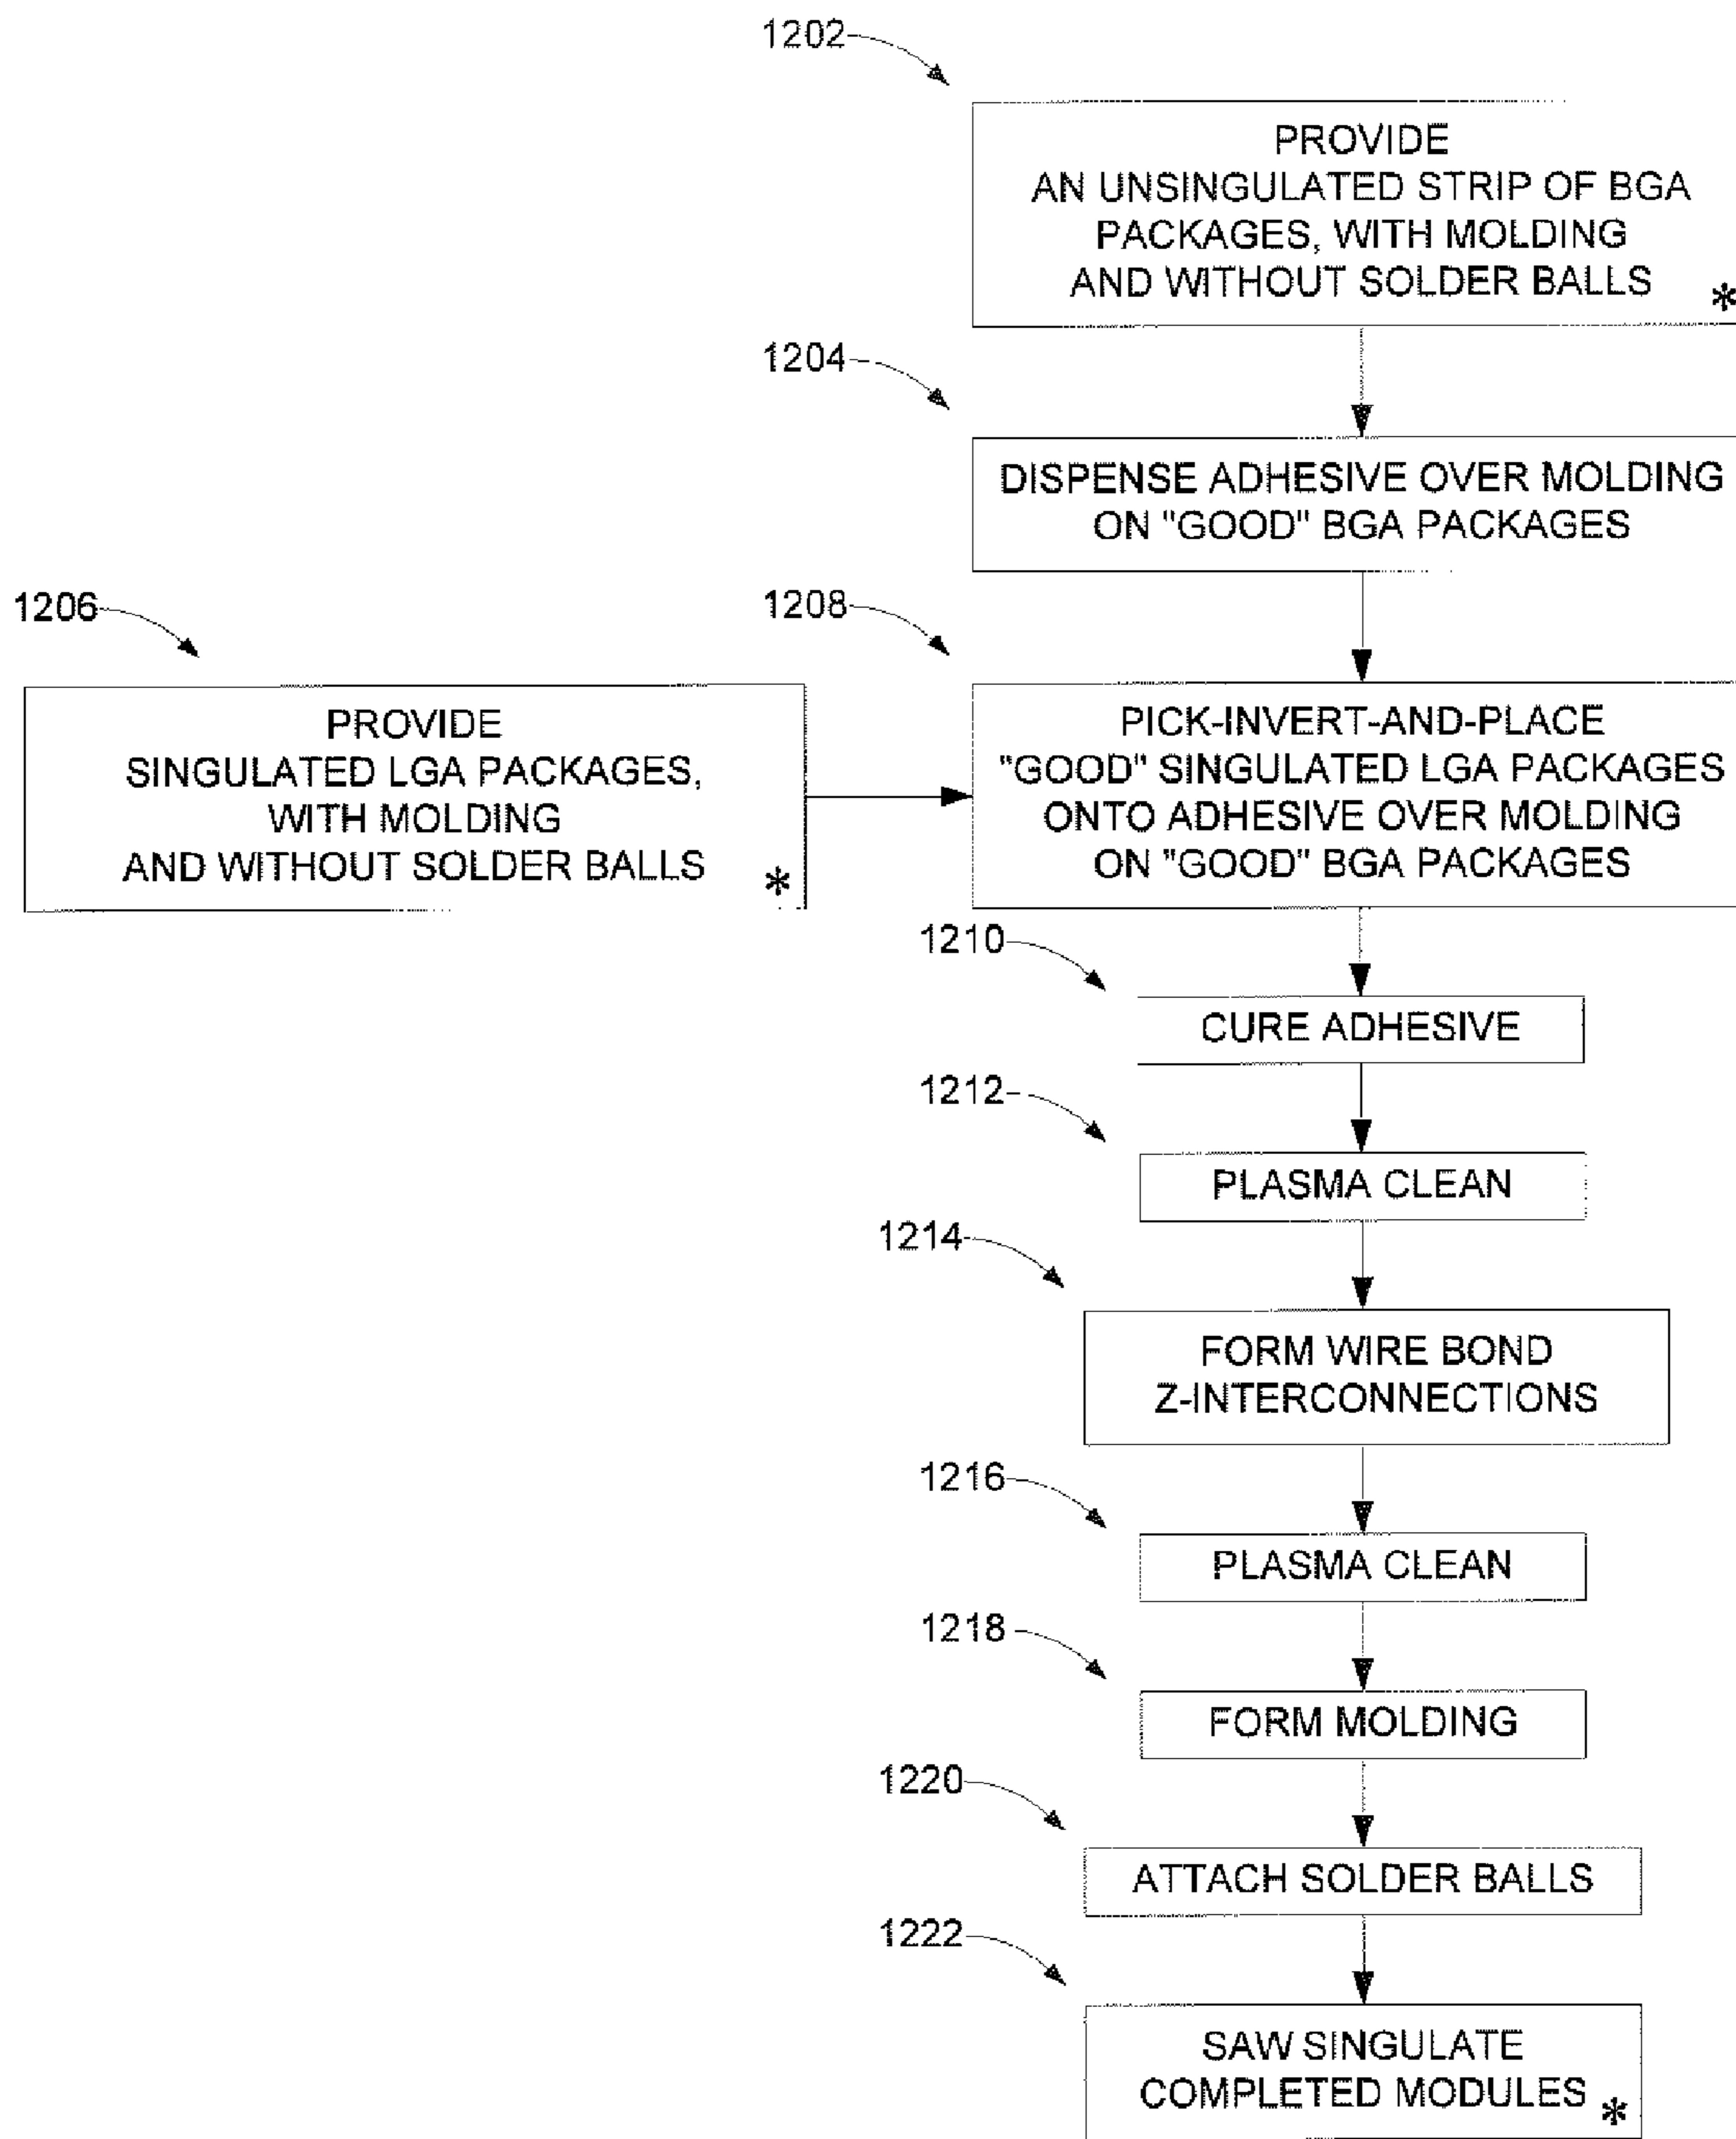 1202
PROVIDE
AN UNSINGULATED STRIP OF BGA
PACKAGES, WITH MOLDING
AND WITHOUT SOLDER BALLS
*
1204
DISPENSE ADHESIVE OVER MOLDING
ON "GOOD" BGA PACKAGES
1206
PROVIDE
SINGULATED LGA PACKAGES,
WITH MOLDING
AND WITHOUT SOLDER BALLS
*
1208
PICK-INVERT-AND-PLACE
"GOOD" SINGULATED LGA PACKAGES
ONTO ADHESIVE OVER MOLDING
ON "GOOD" BGA PACKAGES
1210
CURE ADHESIVE
1212
PLASMA CLEAN
1214
FORM WIRE BOND
Z-INTERCONNECTIONS
1216
PLASMA CLEAN
1218
FORM MOLDING
1220
ATTACH SOLDER BALLS
1222
SAW SINGULATE
COMPLETED MODULES
*